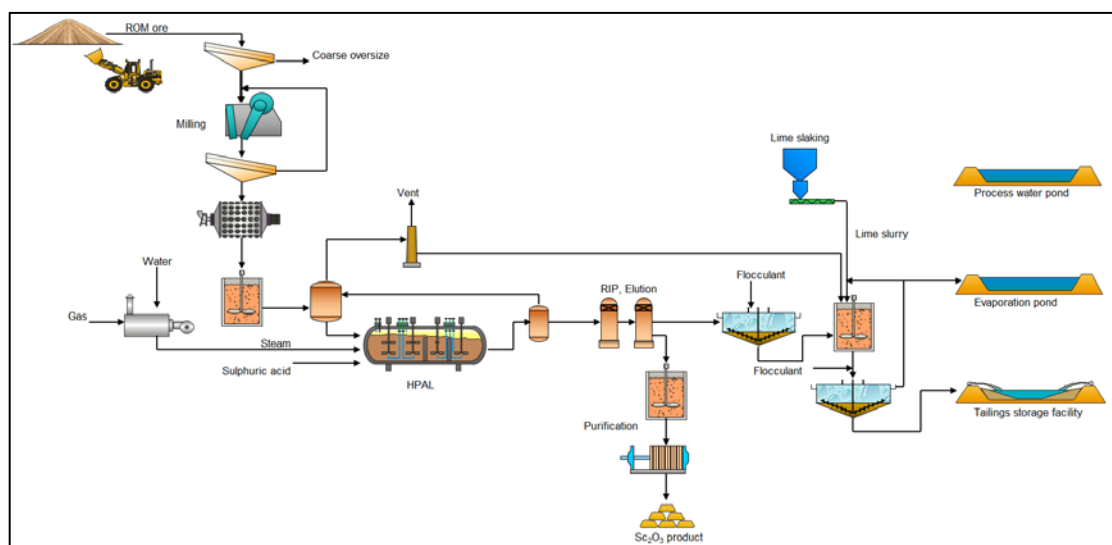 ROM ore
Coarse oversize
Milling
Lime slaking
Process water pond
Vent
Lime slurry
Water
Flocculant
RIP, Elution
Evaporation pond
Gas
Steam
Sulphuric acid
HPAL
Flocculant
Tailings storage facility
Purification
Sc₂O₃ product